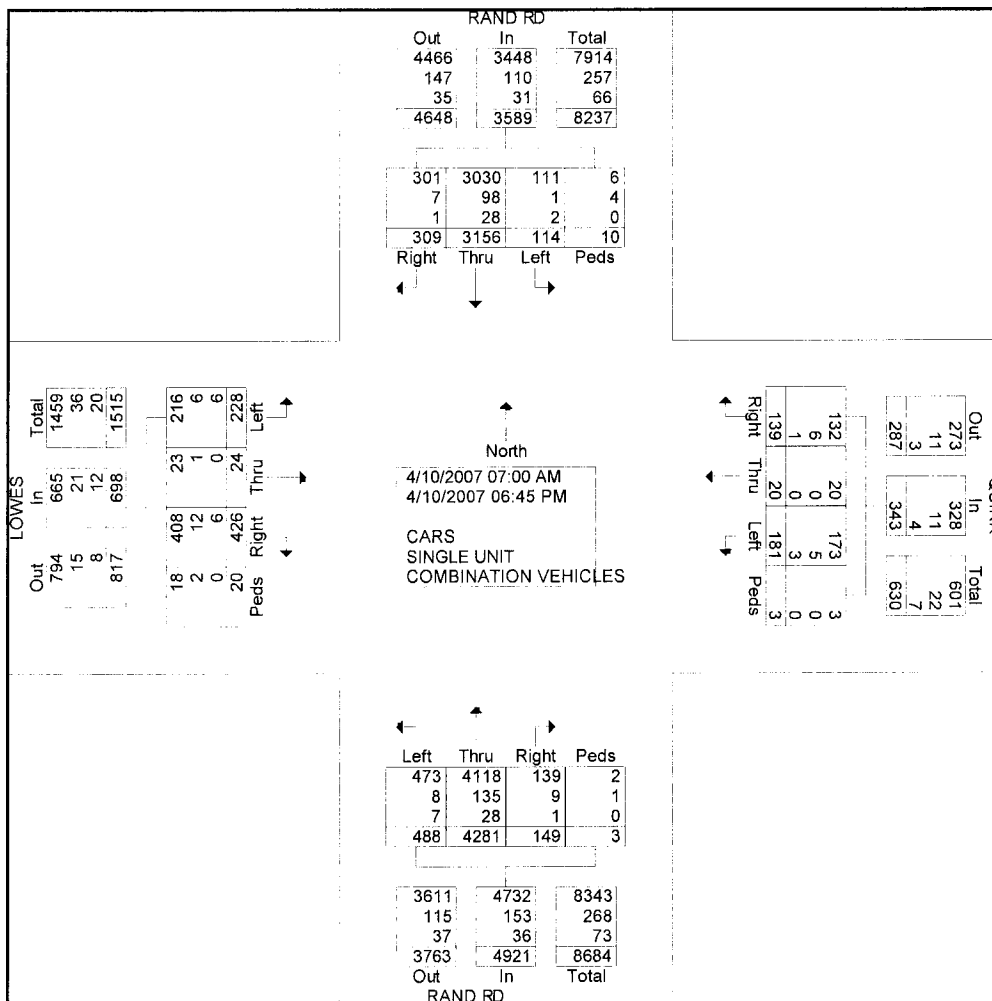 RAND RD
Out In Total
4466 3448 7914
147 110 257
35 31 66
4648 3589 8237
301 3030 111 6
7 98 1 4
1 28 2 0
309 3156 114 10
Right Thru Left Peds
LOWES
Total In Out
1459 665 794
36 21 15
20 12 8
1515 698 817
216 23 408 18
6 1 12 2
6 0 6 0
228 24 426 20
Left Thru Right Peds
North
4/10/2007 07:00 AM
4/10/2007 06:45 PM
CARS
SINGLE UNIT
COMBINATION VEHICLES
Right Thru Left Peds
139 20 181 3
1 0 3 0
6 0 5 0
132 20 173 3
287 343 630
3 4 7
11 11 22
273 328 601
Out In Total
Left Thru Right Peds
473 4118 139 2
8 135 9 1
7 28 1 0
488 4281 149 3
3611 4732 8343
115 153 268
37 36 73
3763 4921 8684
Out In Total
RAND RD